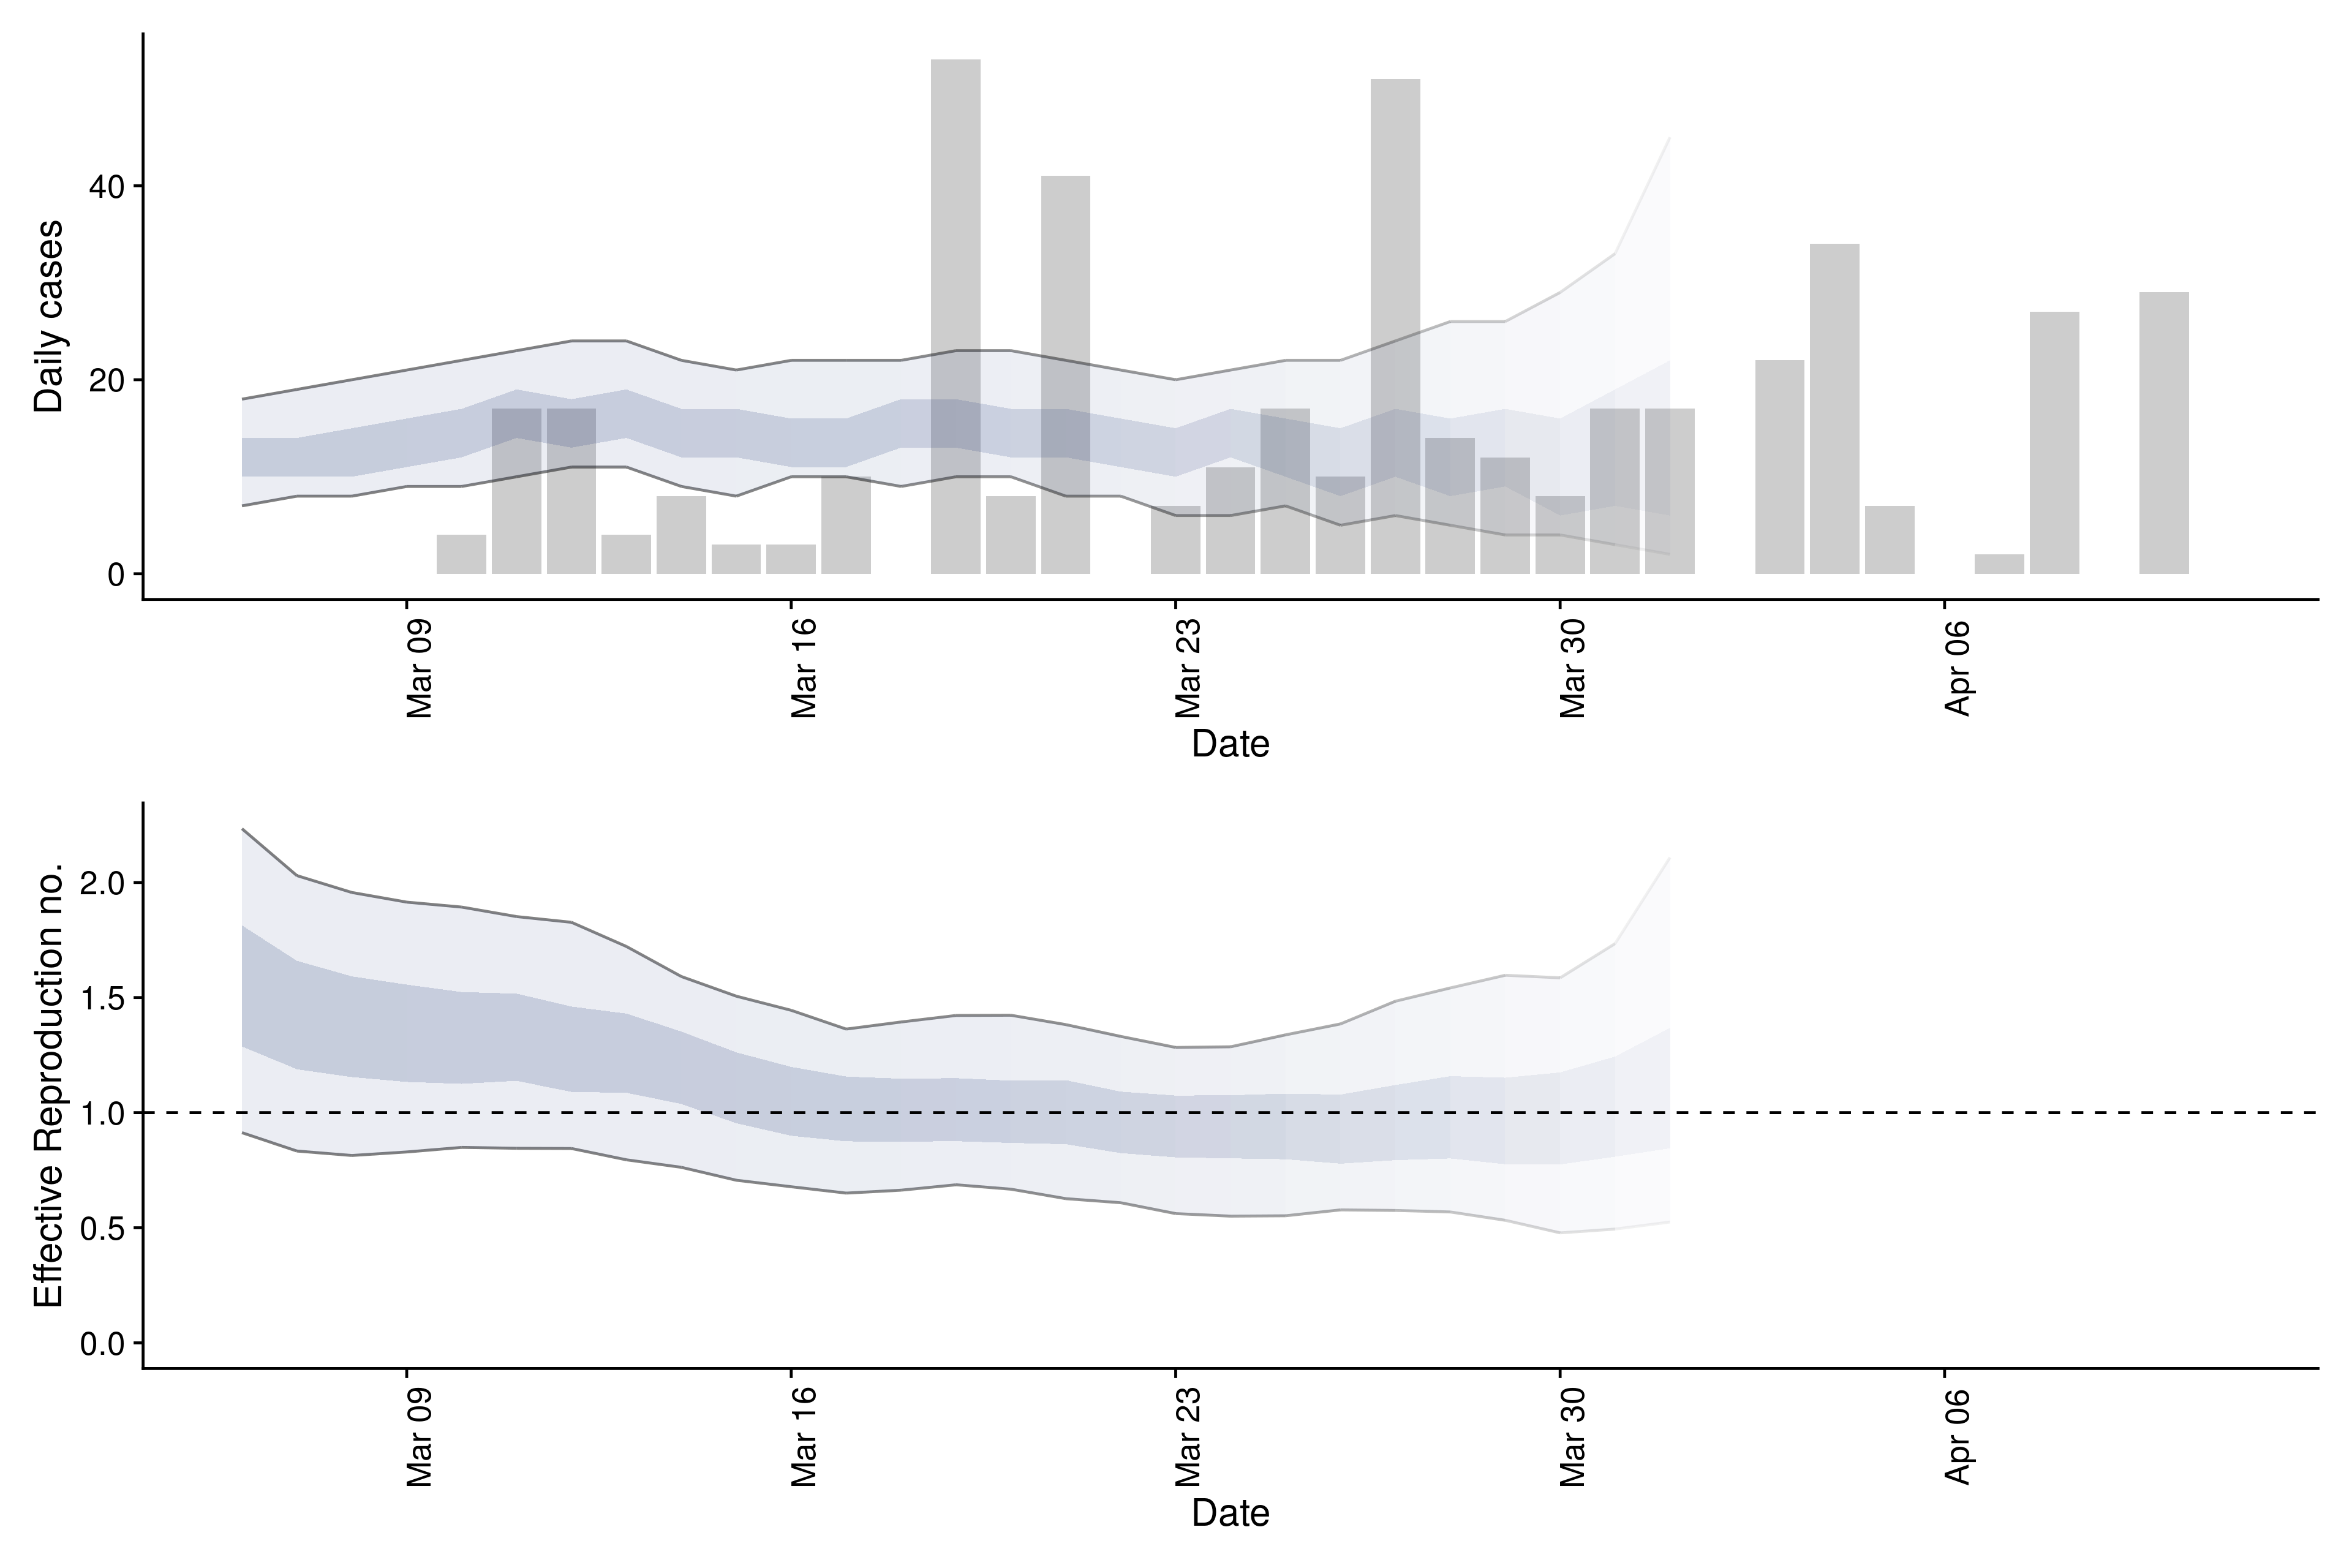 Daily cases
40
20
0
Mar 09
Mar 16
Mar 23
Mar 30
Apr 06
Date
Effective Reproduction no.
2.0
1.5
1.0
0.5
0.0
Mar 09
Mar 16
Mar 23
Mar 30
Apr 06
Date